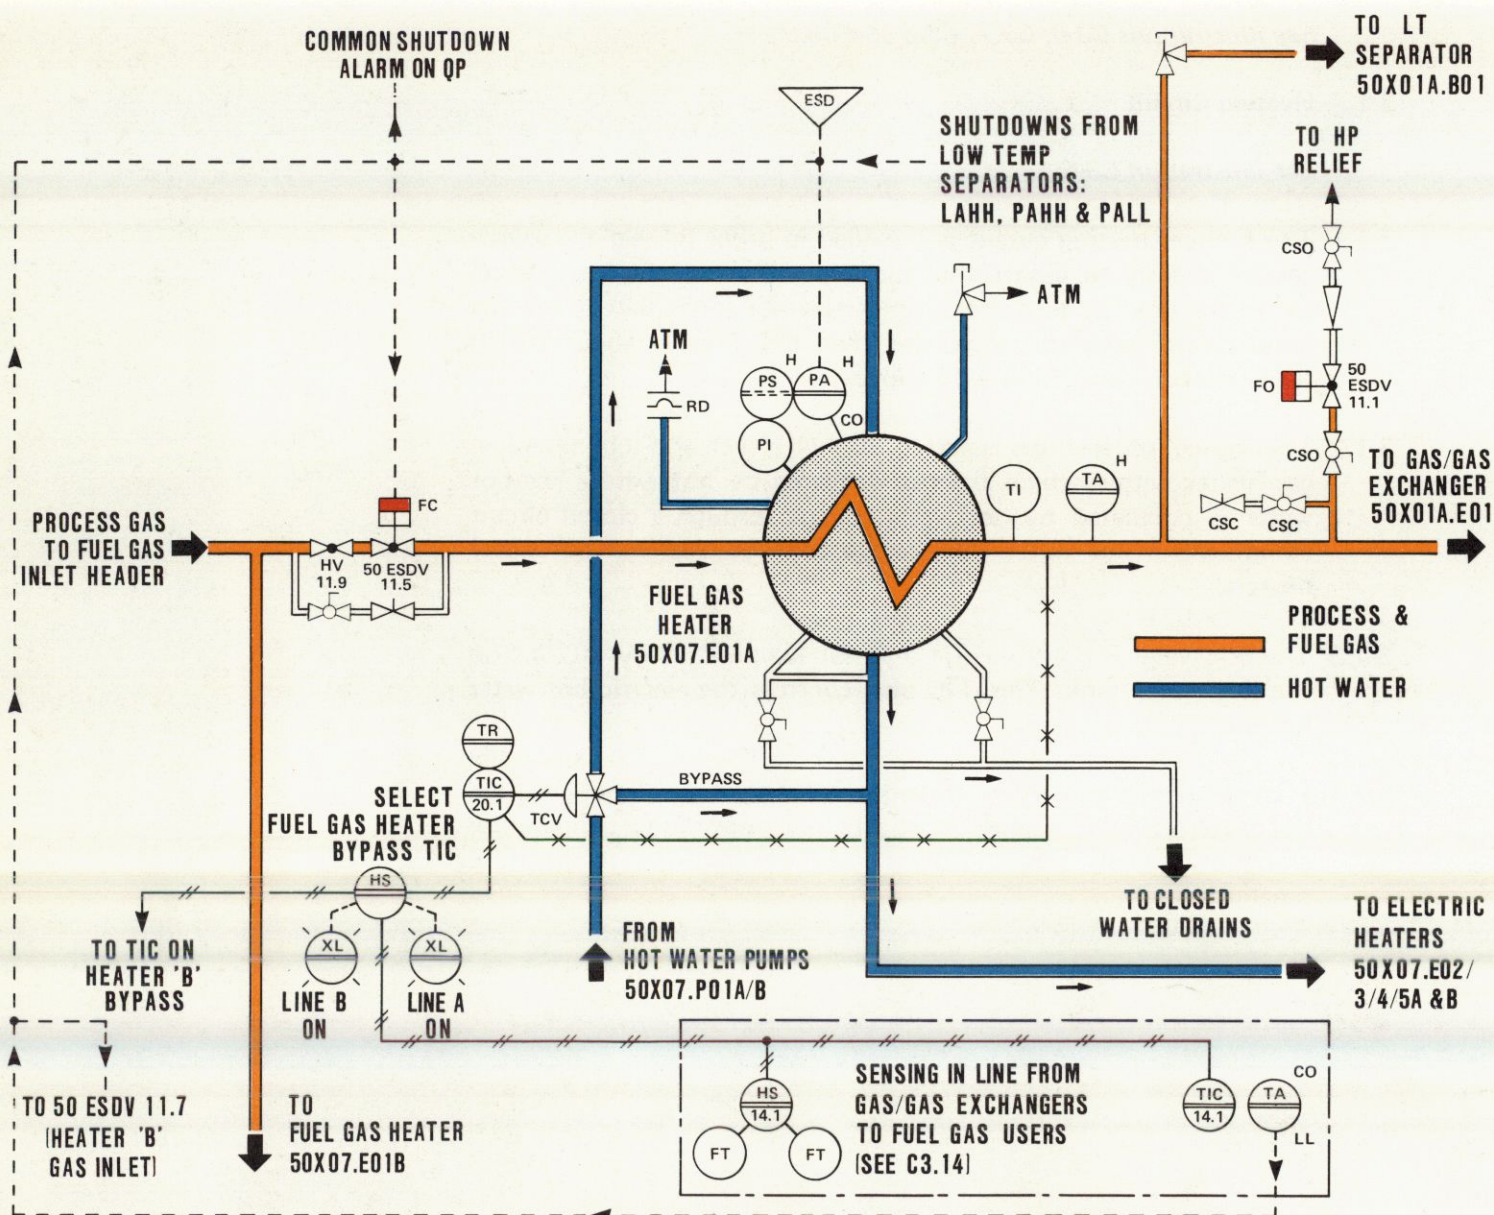 COMMON SHUTDOWN
ALARM ON QP
ESD
SHUTDOWNS FROM
LOW TEMP
SEPARATORS:
LAHH, PAHH & PALL
TO LT
SEPARATOR
50X01A.B01
TO HP
RELIEF
CSO
ATM
ATM
RD
H
H
PS
PA
CO
PI
FO
50
ESDV
11.1
CSO
CSC
CSC
TO GAS/GAS
EXCHANGER
50X01A.E01
TI
TA
H
FC
PROCESS GAS
TO FUEL GAS
INLET HEADER
HV
11.9
50 ESDV
11.5
FUEL GAS
HEATER
50X07.E01A
PROCESS &
FUEL GAS
HOT WATER
TR
TIC
20.1
TCV
BYPASS
SELECT
FUEL GAS HEATER
BYPASS TIC
HS
XL
XL
LINE B
ON
LINE A
ON
TO TIC ON
HEATER 'B'
BYPASS
FROM
HOT WATER PUMPS
50X07.P01A/B
TO CLOSED
WATER DRAINS
TO ELECTRIC
HEATERS
50X07.E02/
3/4/5A & B
TO 50 ESDV 11.7
(HEATER 'B'
GAS INLET)
TO
FUEL GAS HEATER
50X07.E01B
HS
14.1
FT
FT
SENSING IN LINE FROM
GAS/GAS EXCHANGERS
TO FUEL GAS USERS
(SEE C3.14)
TIC
14.1
TA
CO
LL